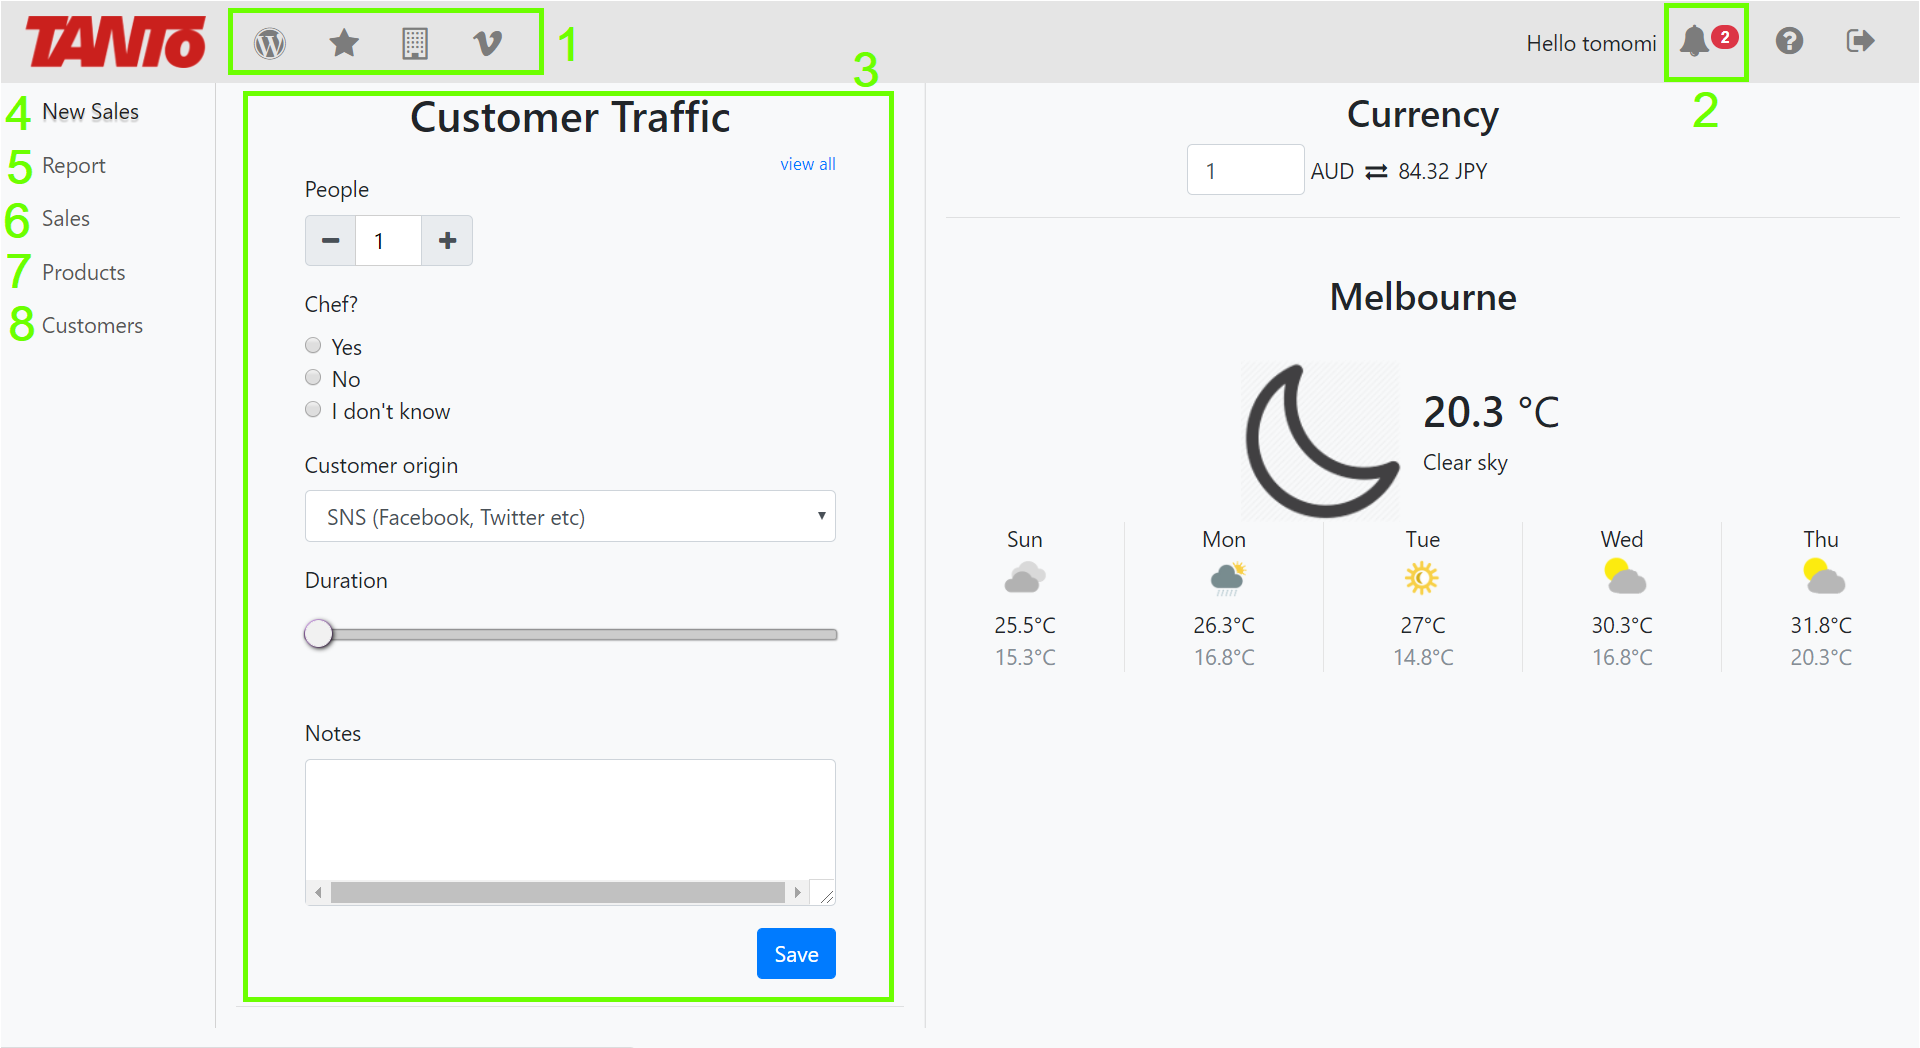 TANTO
1
Hello tomomi
2
2
3
4 New Sales
5 Report
6 Sales
7 Products
8 Customers
Customer Traffic
view all
People
1
Chef?
Yes
No
I don't know
Customer origin
SNS (Facebook, Twitter etc)
Duration
Notes
Save
Currency
1 AUD 84.32 JPY
Melbourne
20.3 °C
Clear sky
Sun Mon Tue Wed Thu
25.5°C 26.3°C 27°C 30.3°C 31.8°C
15.3°C 16.8°C 14.8°C 16.8°C 20.3°C